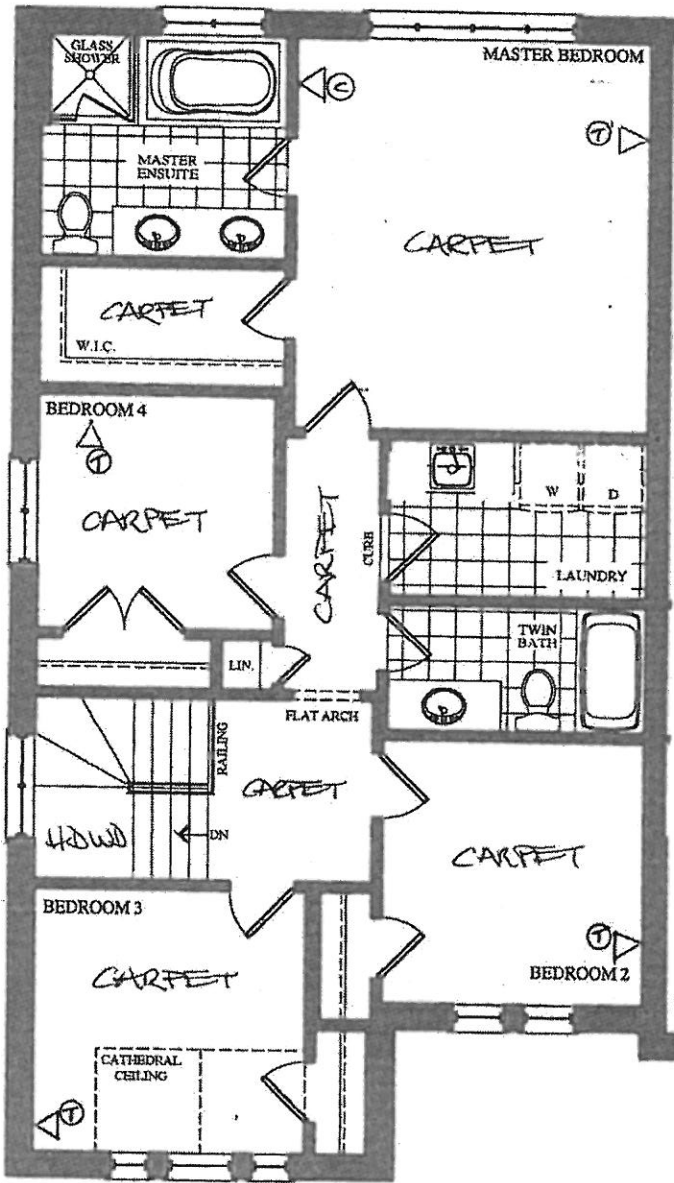 GLASS
SHOWER
MASTER BEDROOM
C
T
MASTER
ENSUITE
CARPET
CARPET
W.I.C.
BEDROOM 4
T
CARPET
CARPET
CURB
W
D
LAUNDRY
LIN.
TWIN
BATH
FLAT ARCH
RAILING
CARPET
DN
HDWD
CARPET
T
BEDROOM 2
BEDROOM 3
CARPET
CATHEDRAL
CEILING
T